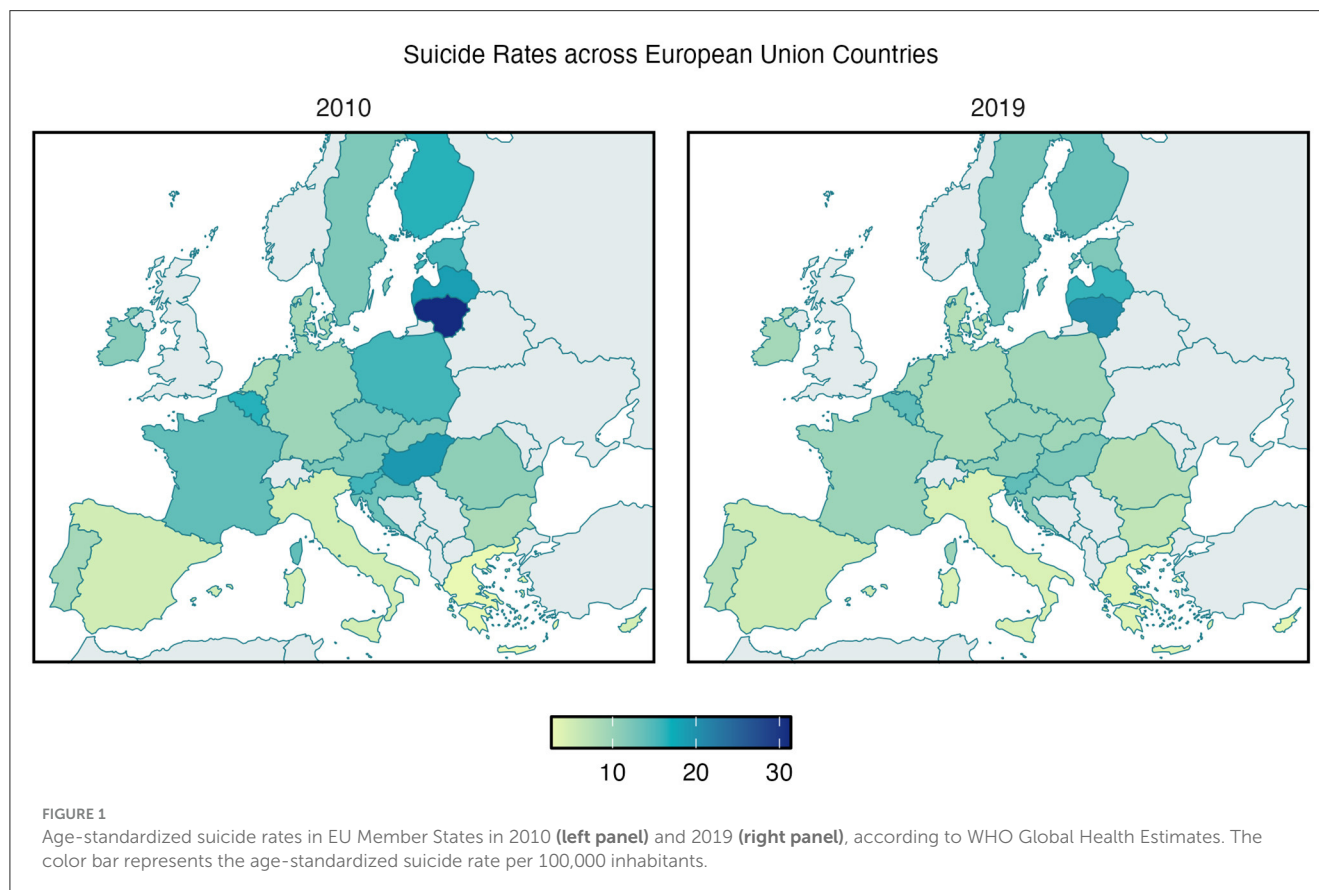 Suicide Rates across European Union Countries
2010
2019
10
20
30
FIGURE 1
Age-standardized suicide rates in EU Member States in 2010 (left panel) and 2019 (right panel), according to WHO Global Health Estimates. The
color bar represents the age-standardized suicide rate per 100,000 inhabitants.